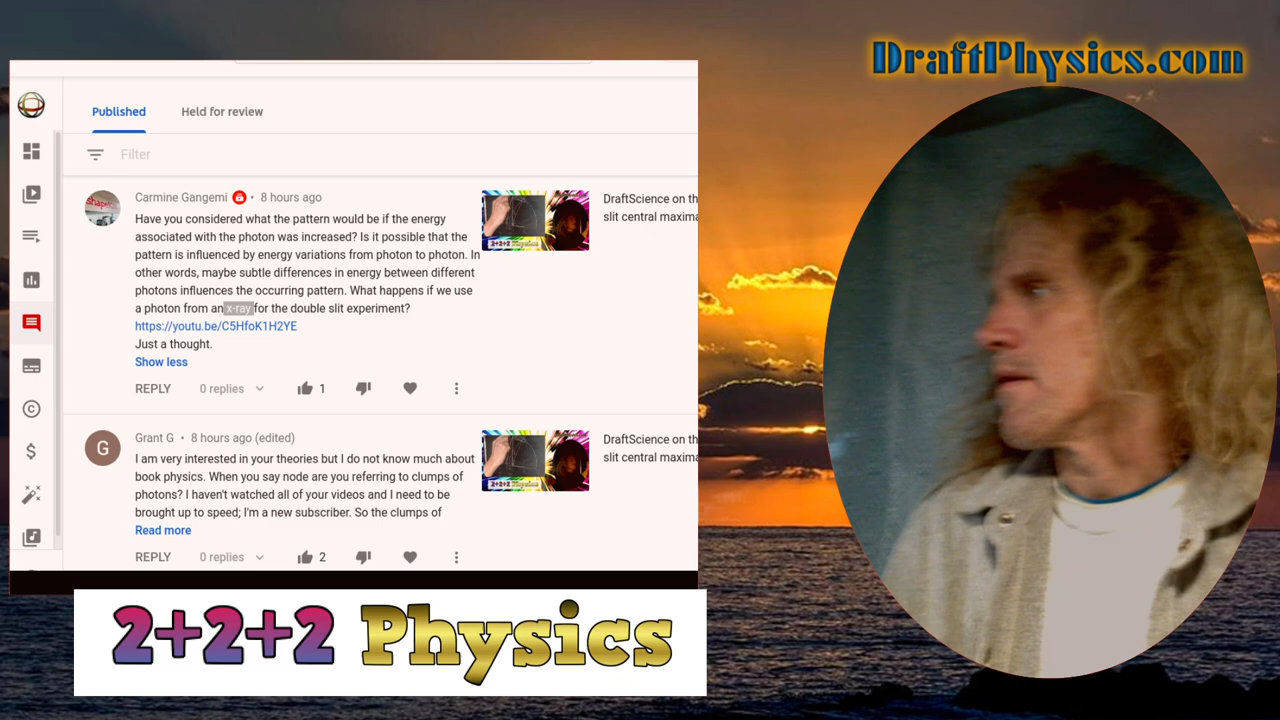 DraftPhysics.com
Published
Held for review
Filter
Carmine Gangemi • 8 hours ago
Have you considered what the pattern would be if the energy
associated with the photon was increased? Is it possible that the
pattern is influenced by energy variations from photon to photon. In
other words, maybe subtle differences in energy between different
photons influences the occurring pattern. What happens if we use
a photon from an x-ray for the double slit experiment?
https://youtu.be/C5HfoK1H2YE
Just a thought.
Show less
REPLY 0 replies 1
DraftScience on th
slit central maxima
2+2+2 Physics
G
Grant G • 8 hours ago (edited)
I am very interested in your theories but I do not know much about
book physics. When you say node are you referring to clumps of
photons? I haven't watched all of your videos and I need to be
brought up to speed; I'm a new subscriber. So the clumps of
Read more
REPLY 0 replies 2
DraftScience on th
slit central maxima
2+2+2 Physics
2+2+2 Physics